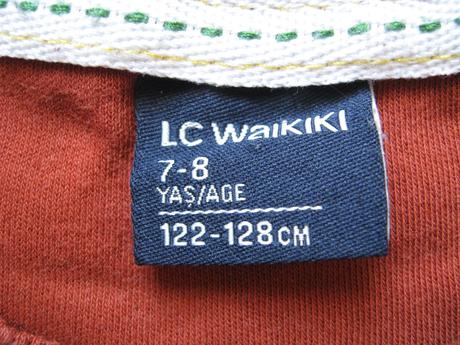 LC WAIKIKI
7-8
YAŞ/AGE
122-128CM